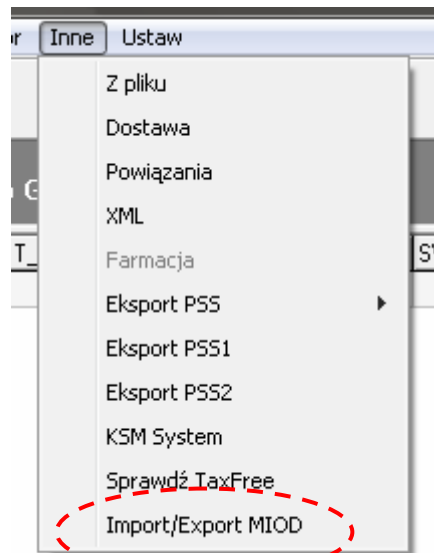 Inne Ustaw
Z pliku
Dostawa
Powiązania
XML
Farmacja
Eksport PSS
Eksport PSS1
Eksport PSS2
KSM System
Sprawdź TaxFree
Import/Export MIOD